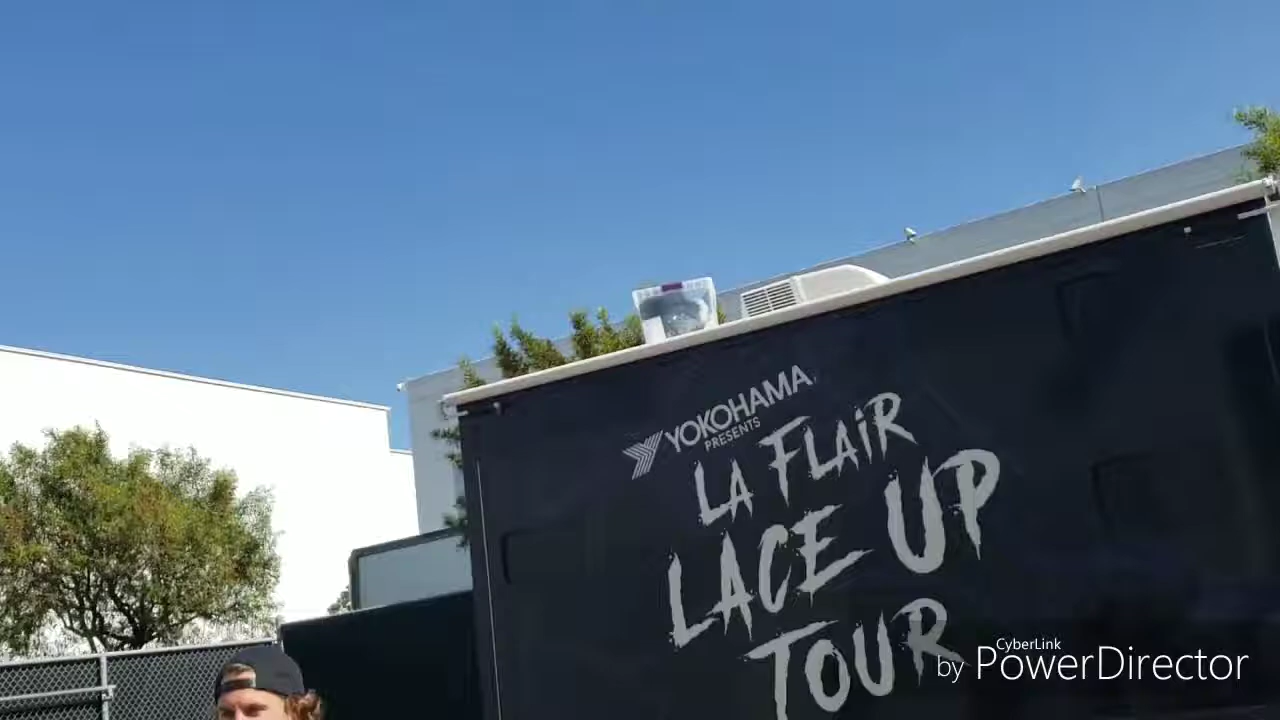 YOKOHAMA
PRESENTS
LA FLAiR
LACE UP
TOUR
CyberLink
by PowerDirector